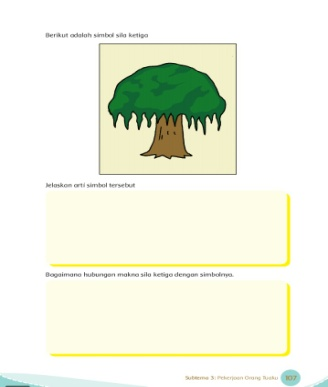 Berikut adalah simbol sila ketiga
Jelaskan arti simbol tersebut
Bagaimana hubungan makna sila ketiga dengan simbolnya.
Subtema 3: Pekerjaan Orang Tuaku
107